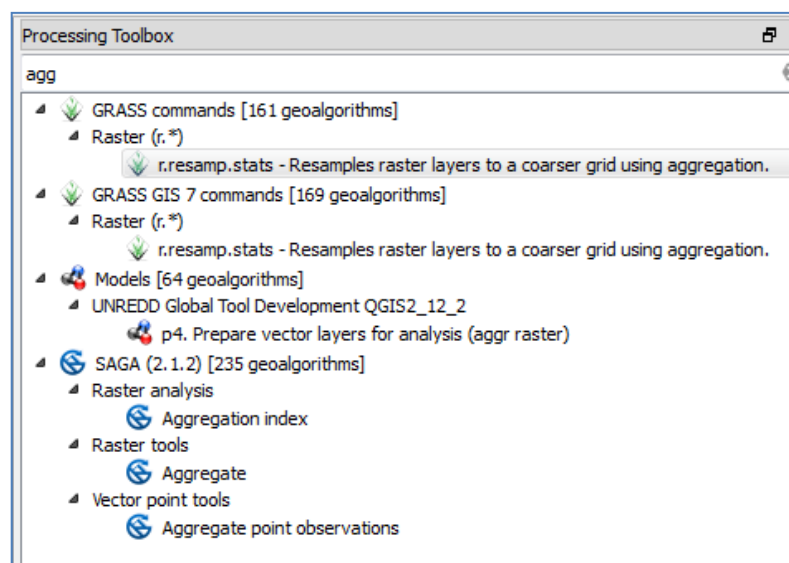 Processing Toolbox
agg
GRASS commands [161 geoalgorithms]
Raster (r.*)
r.resamp.stats - Resamples raster layers to a coarser grid using aggregation.
GRASS GIS 7 commands [169 geoalgorithms]
Raster (r.*)
r.resamp.stats - Resamples raster layers to a coarser grid using aggregation.
Models [64 geoalgorithms]
UNREDD Global Tool Development QGIS2_12_2
p4. Prepare vector layers for analysis (aggr raster)
SAGA (2.1.2) [235 geoalgorithms]
Raster analysis
Aggregation index
Raster tools
Aggregate
Vector point tools
Aggregate point observations